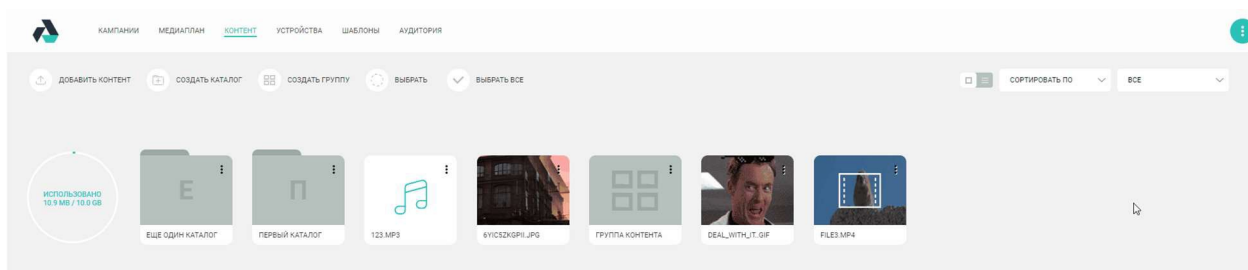 КАМПАНИИ МЕДИАПЛАН КОНТЕНТ УСТРОЙСТВА ШАБЛОНЫ АУДИТОРИЯ
ДОБАВИТЬ КОНТЕНТ СОЗДАТЬ КАТАЛОГ СОЗДАТЬ ГРУППУ ВЫБРАТЬ ВЫБРАТЬ ВСЕ СОРТИРОВАТЬ ПО ВСЕ
Е П
ИСПОЛЬЗОВАНО
10.9 MB / 10.0 GB
ЕЩЕ ОДИН КАТАЛОГ ПЕРВЫЙ КАТАЛОГ 123.MP3 6YIC5ZKGPII.JPG ГРУППА КОНТЕНТА DEAL_WITH_IT..GIF FILE3.MP4